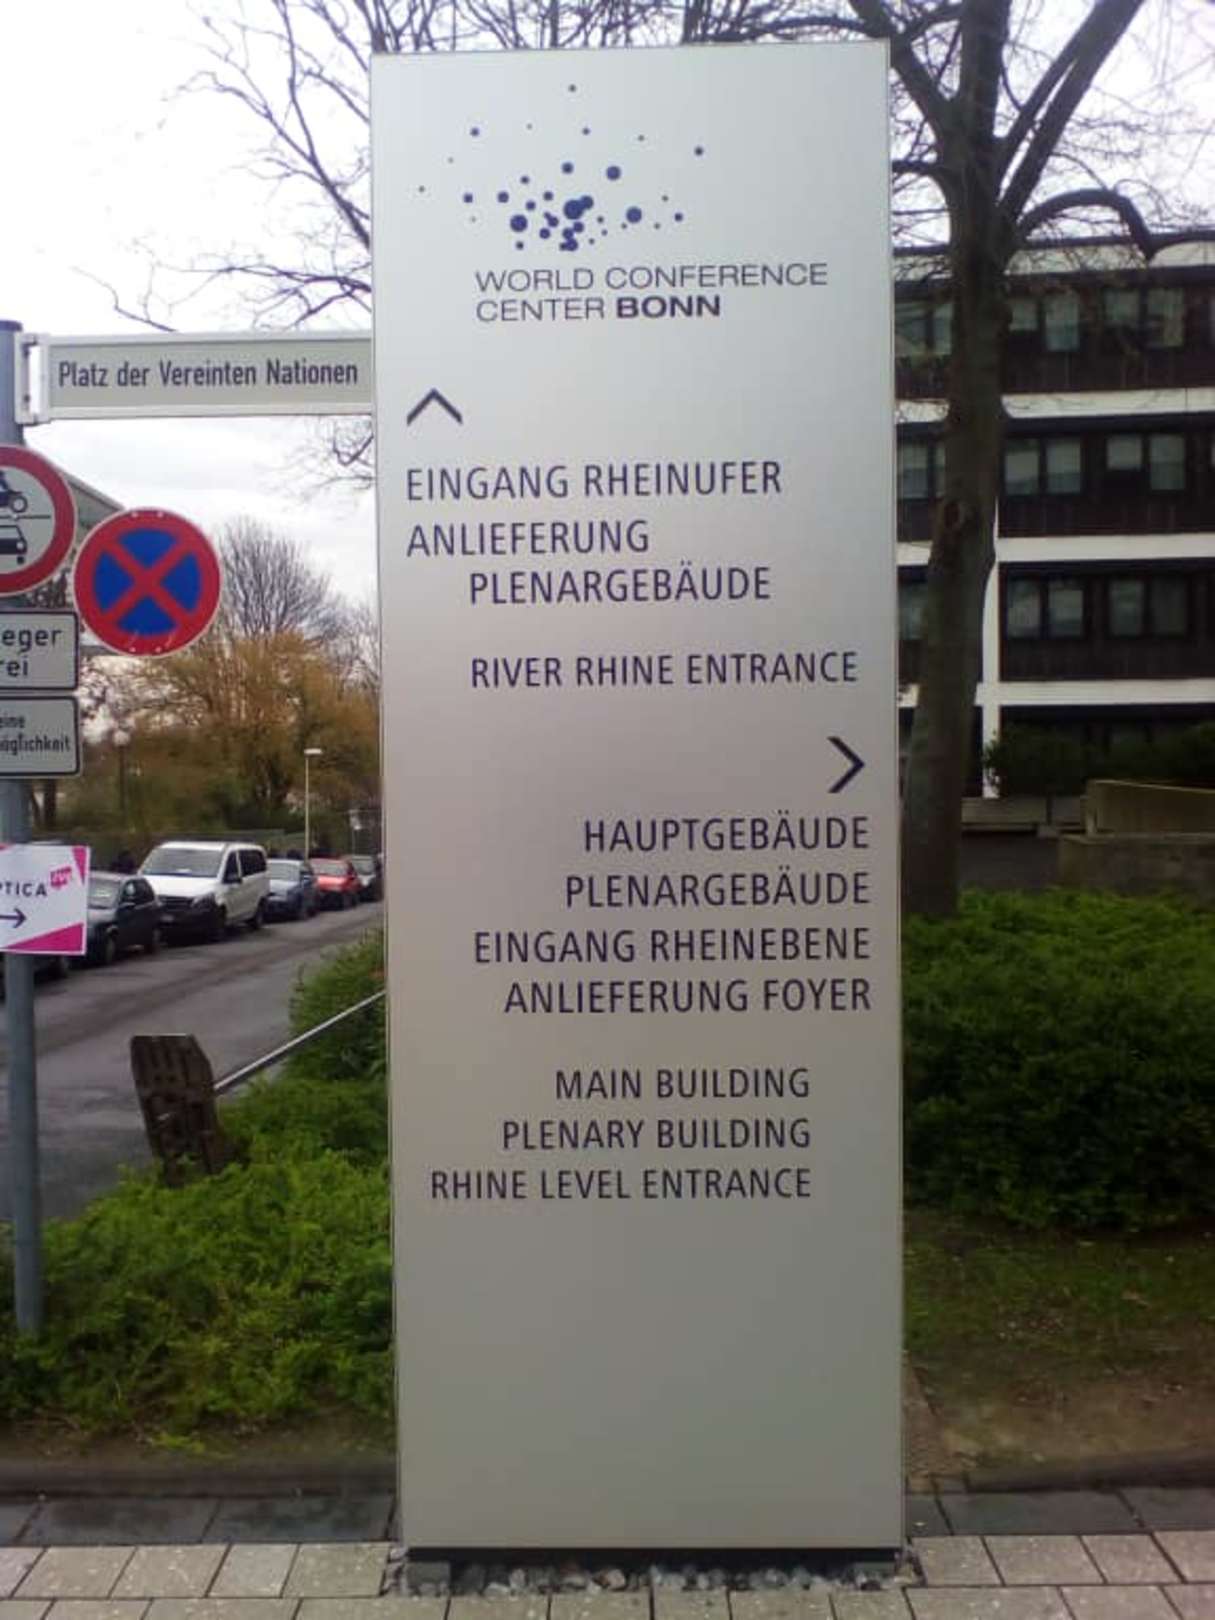 WORLD CONFERENCE
CENTER BONN
Platz der Vereinten Nationen
EINGANG RHEINUFER
ANLIEFERUNG
PLENARGEBÄUDE
RIVER RHINE ENTRANCE
HAUPTGEBÄUDE
PLENARGEBÄUDE
EINGANG RHEINEBENE
ANLIEFERUNG FOYER
MAIN BUILDING
PLENARY BUILDING
RHINE LEVEL ENTRANCE